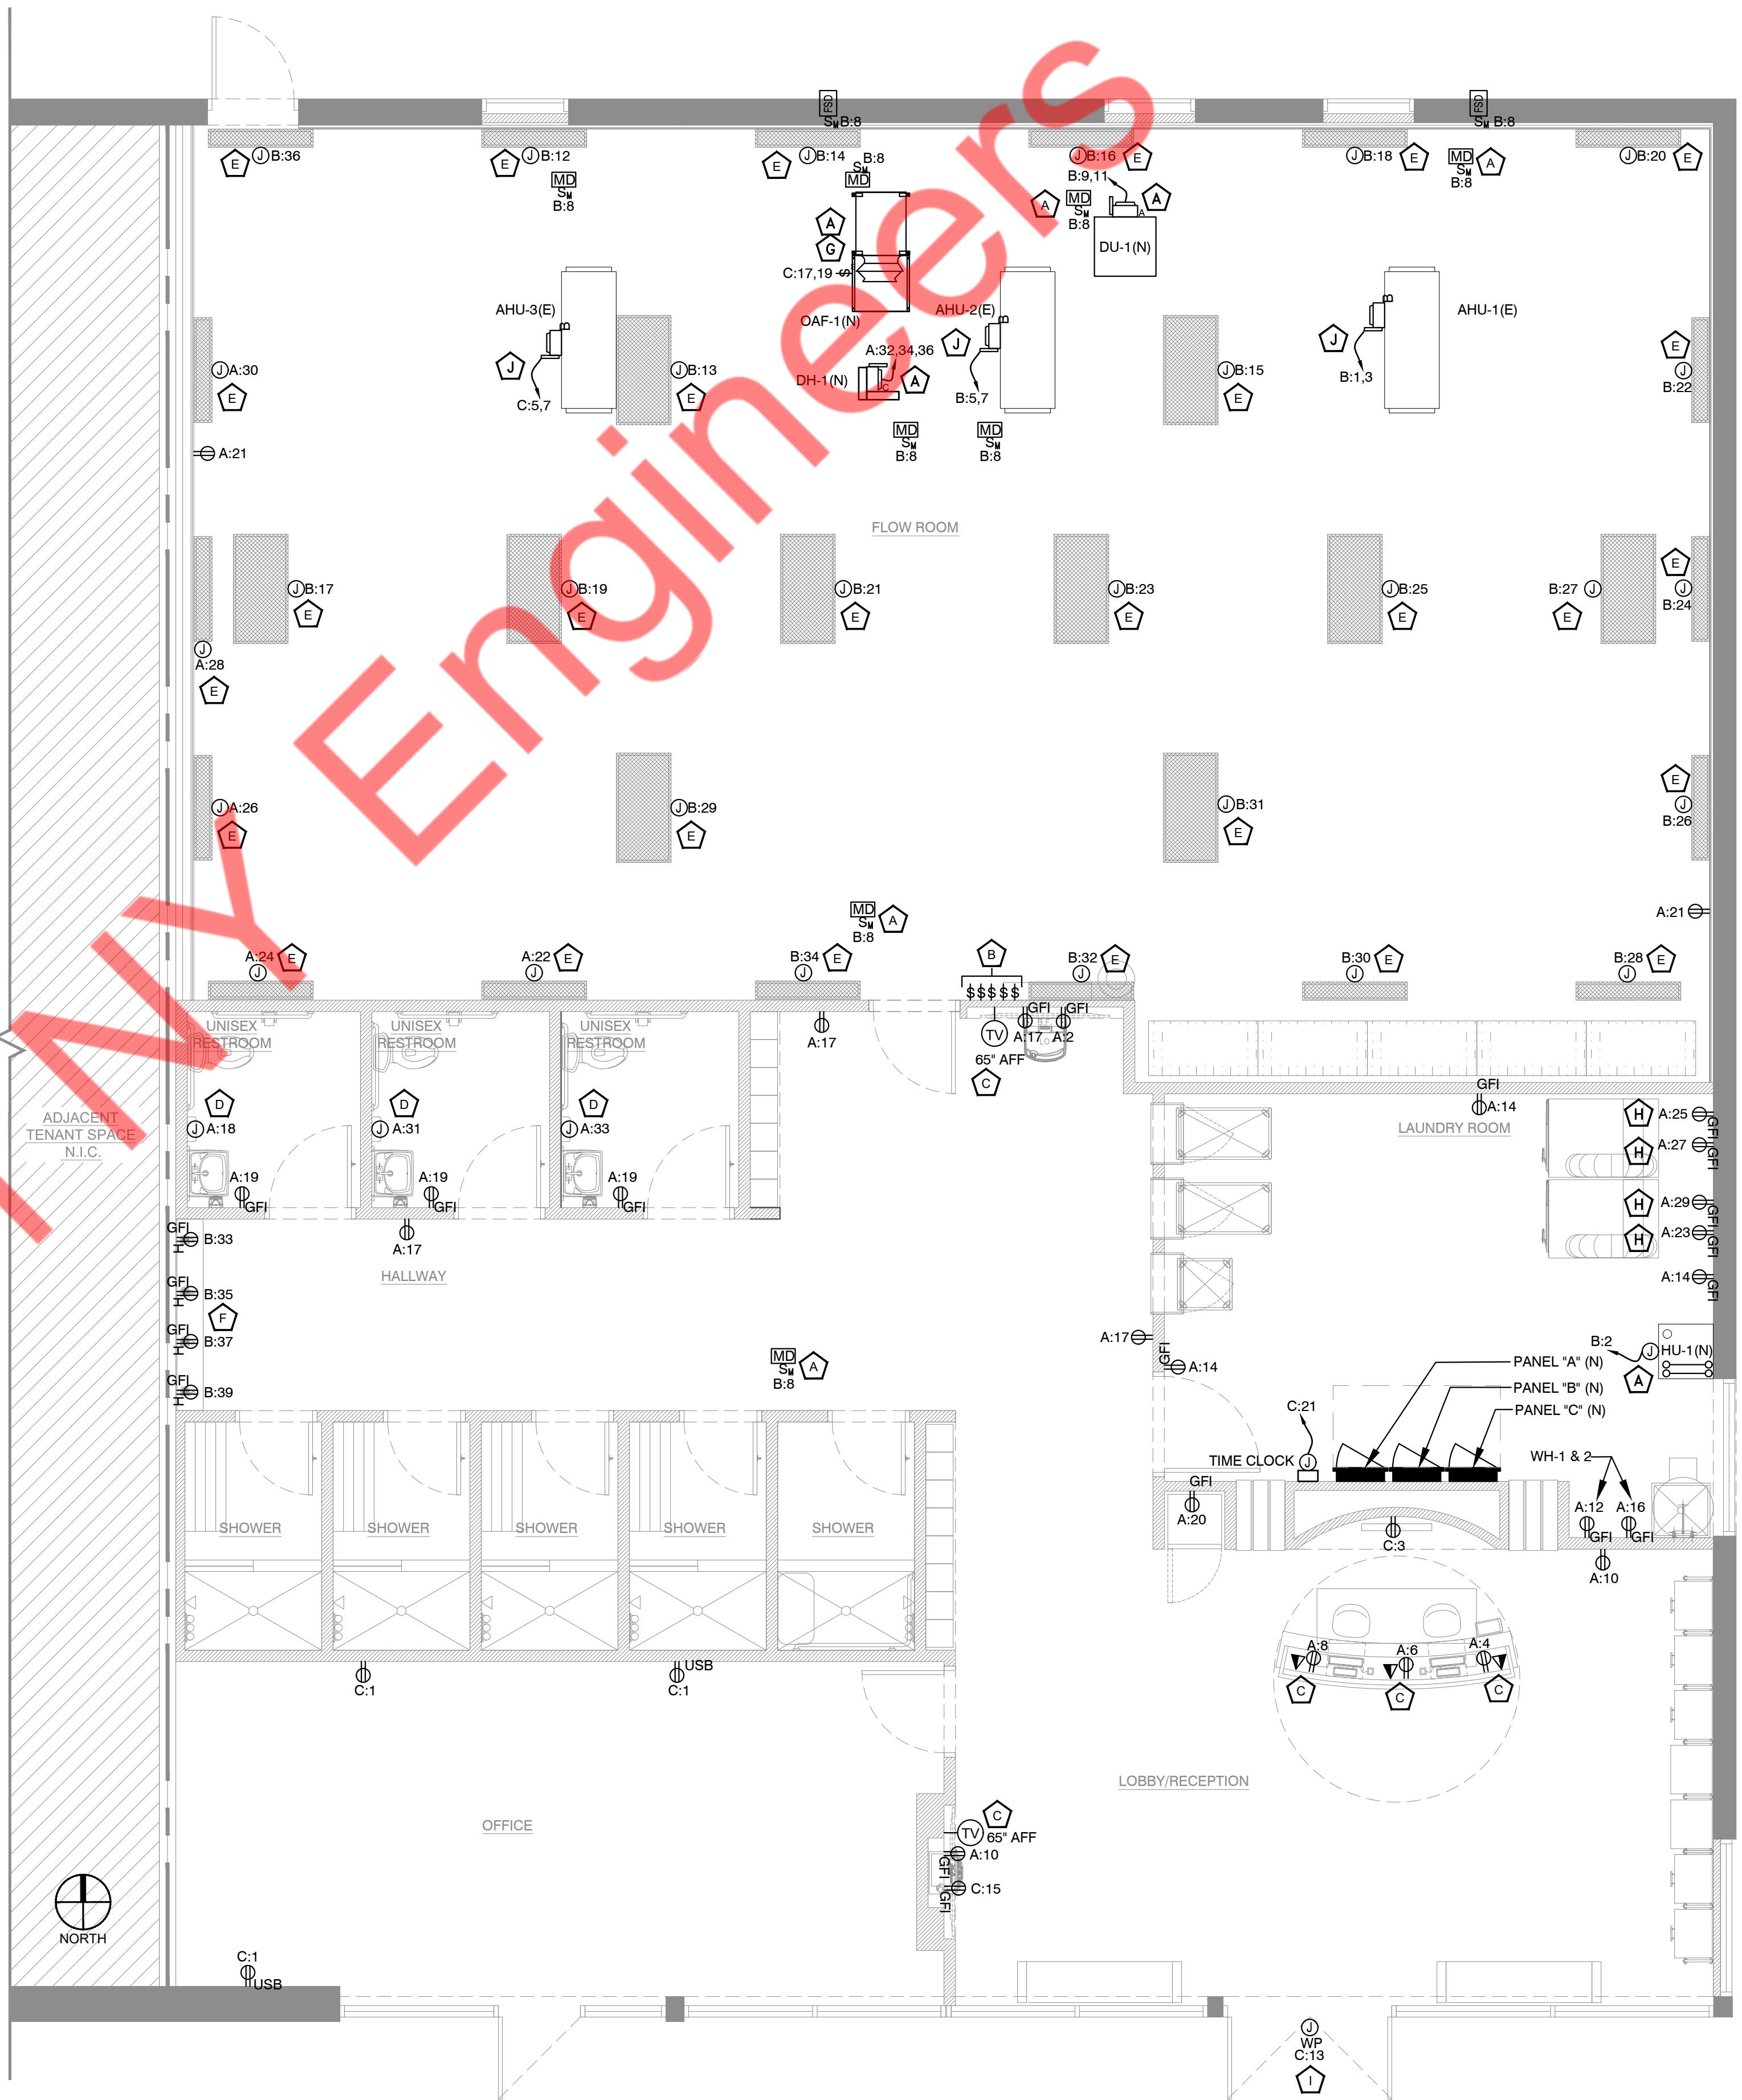 NY Engineers
FSD
SM B:8
FSD
SM B:8
E
J B:36
E
J B:12
MD
SM
B:8
E
J B:14
B:8
SM
MD
J B:16
E
B:9,11
A
MD
SM
B:8
A
A
DU-1(N)
J B:18
E
MD
SM
B:8
A
J B:20
E
A
G
C:17,19
$
OAF-1(N)
AHU-3(E)
B
J
C:5,7
AHU-2(E)
B
J
B:5,7
AHU-1(E)
B
J
B:1,3
A:32,34,36
DH-1(N)
C
A
J A:30
E
J B:13
E
J B:15
E
E
J
B:22
A:21
MD
SM
B:8
MD
SM
B:8
FLOW ROOM
J B:17
E
J B:19
E
J B:21
E
J B:23
E
J B:25
E
B:27 J
E
E
J
B:24
J
A:28
E
J A:26
E
J B:29
E
J B:31
E
E
J
B:26
A:21
MD
SM
B:8
A
A:24
J
E
A:22
J
E
B:34
J
E
B
$$$$$
B:32
J
E
B:30
J
E
B:28
J
E
UNISEX
RESTROOM
UNISEX
RESTROOM
UNISEX
RESTROOM
A:17
TV
65" AFF
C
GFI
A:17
GFI
A:2
ADJACENT
TENANT SPACE
N.I.C.
D
J A:18
D
J A:31
D
J A:33
A:19
GFI
A:19
GFI
A:19
GFI
GFI
A:14
LAUNDRY ROOM
H
A:25
GFI
H
A:27
GFI
H
A:29
GFI
H
A:23
GFI
A:14
GFI
GFI
H
B:33
GFI
H
B:35
F
GFI
H
B:37
GFI
H
B:39
A:17
HALLWAY
MD
SM
B:8
A
A:17
GFI
A:14
B:2
J
HU-1(N)
A
PANEL "A" (N)
PANEL "B" (N)
PANEL "C" (N)
C:21
TIME CLOCK J
WH-1 & 2
A:12
GFI
A:16
GFI
GFI
A:20
C:3
A:10
SHOWER
SHOWER
SHOWER
SHOWER
SHOWER
C:1
USB
C:1
A:8
A:6
A:4
C
C
C
LOBBY/RECEPTION
OFFICE
C
TV
65" AFF
A:10
GFI
C:15
GFI
NORTH
C:1
USB
J
WP
C:13
I